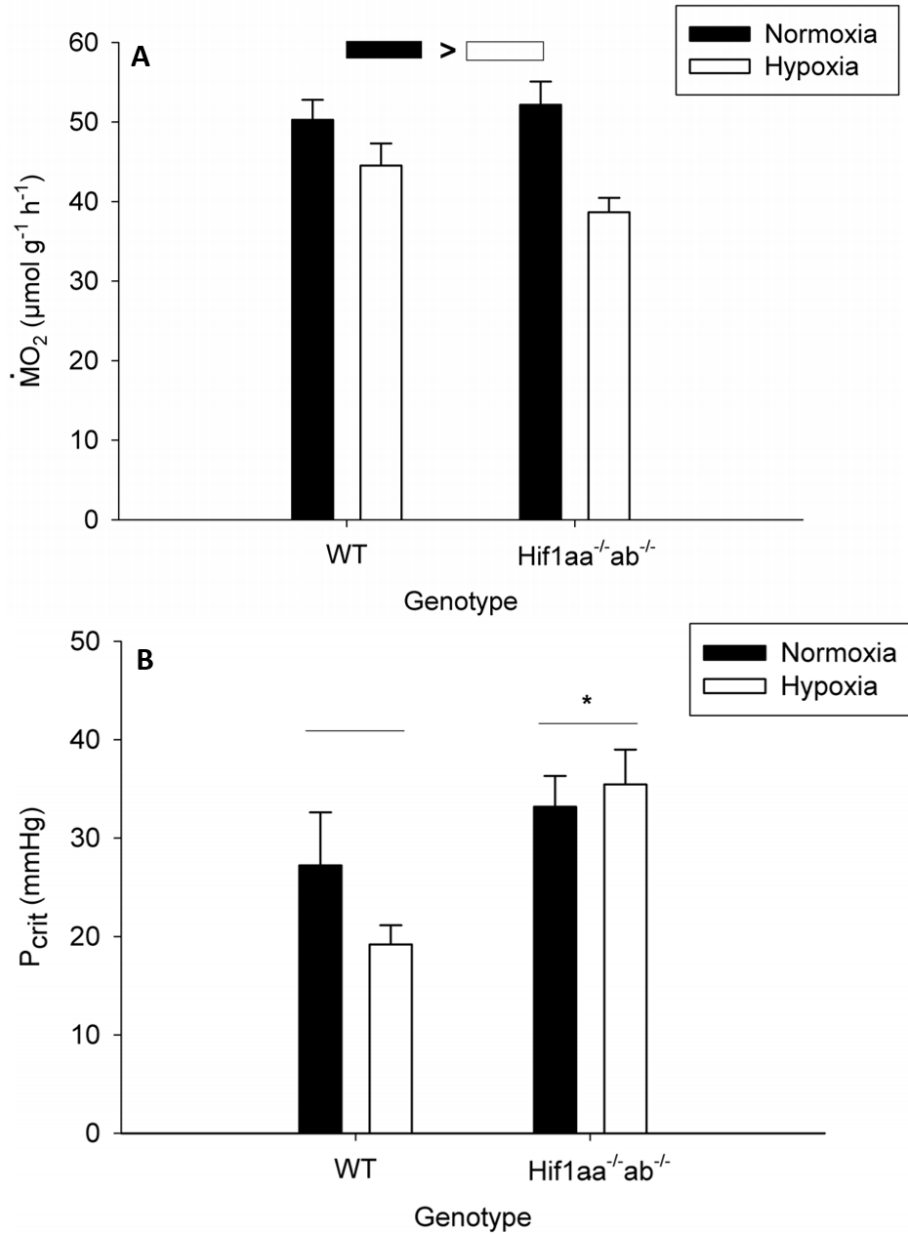 A
>
Normoxia
Hypoxia
60
50
40
30
20
10
0
ṀO₂ (µmol g⁻¹ h⁻¹)
WT
Hif1aa⁻/⁻ab⁻/⁻
Genotype
B
Normoxia
Hypoxia
*
50
40
30
20
10
0
Pcrit (mmHg)
WT
Hif1aa⁻/⁻ab⁻/⁻
Genotype